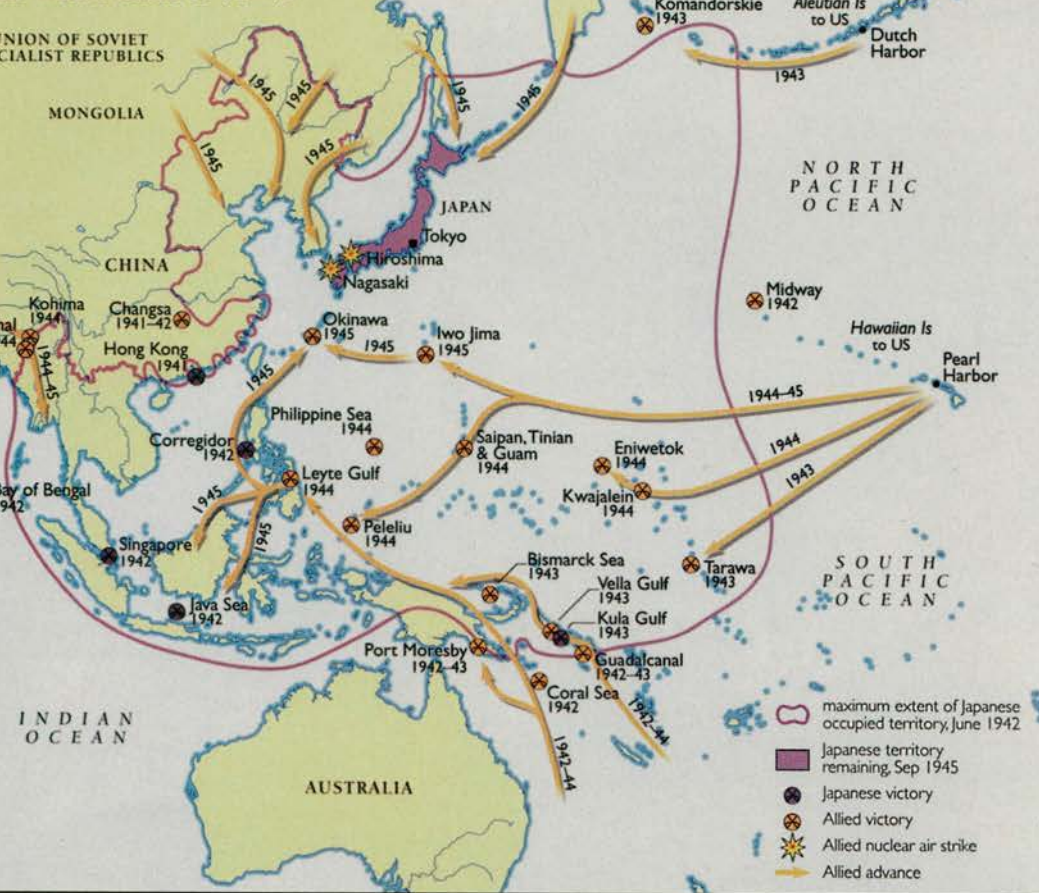 Komandorskie
1943
Aleutian Is
to US
Dutch
Harbor
1943
UNION OF SOVIET
SOCIALIST REPUBLICS
MONGOLIA
1945
1945
1945
1945
1945
1945
NORTH
PACIFIC
OCEAN
JAPAN
Tokyo
Hiroshima
Nagasaki
CHINA
Kohima
1944
Changsa
1941–42
Hong Kong
1941
1944–45
Okinawa
1945
1945
Iwo Jima
1945
Midway
1942
Hawaiian Is
to US
Pearl
Harbor
1944–45
1944
1943
1945
Philippine Sea
1944
Corregidor
1942
Saipan, Tinian
& Guam
1944
Eniwetok
1944
Kwajalein
1944
Leyte Gulf
1944
Bay of Bengal
1942
1945
1945
Peleliu
1944
Singapore
1942
Bismarck Sea
1943
Tarawa
1943
Vella Gulf
1943
Kula Gulf
1943
SOUTH
PACIFIC
OCEAN
Java Sea
1942
Port Moresby
1942–43
Guadalcanal
1942–43
Coral Sea
1942
1942–44
1942–44
INDIAN
OCEAN
AUSTRALIA
maximum extent of Japanese
occupied territory, June 1942
Japanese territory
remaining, Sep 1945
Japanese victory
Allied victory
Allied nuclear air strike
Allied advance